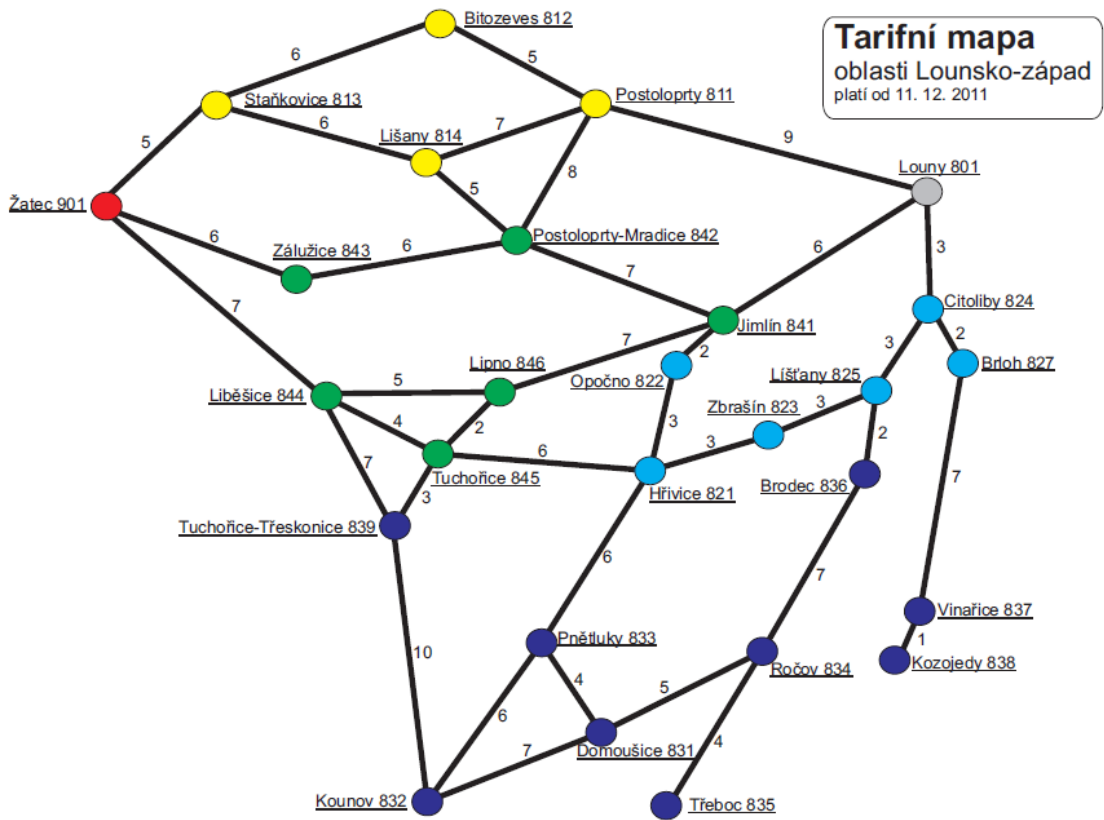 Bitozeves 812
Tarifní mapa
oblasti Lounsko-západ
platí od 11. 12. 2011
6
5
Staňkovice 813
Postoloprty 811
6
7
9
5
Lišany 814
8
Louny 801
5
Žatec 901
6
6
Postoloprty-Mradice 842
6
3
Zálužice 843
7
7
Citoliby 824
Jimlín 841
7
2
3
2
Lipno 846
Opočno 822
Líšťany 825
Brloh 827
5
Liběšice 844
Zbrašín 823
3
4
2
3
3
2
6
7
Tuchořice 845
Hřivice 821
Brodec 836
7
3
Tuchořice-Třeskonice 839
6
7
Vinařice 837
1
10
Pnětluky 833
Ročov 834
Kozojedy 838
4
5
6
4
7
Domoušice 831
Kounov 832
Třeboc 835